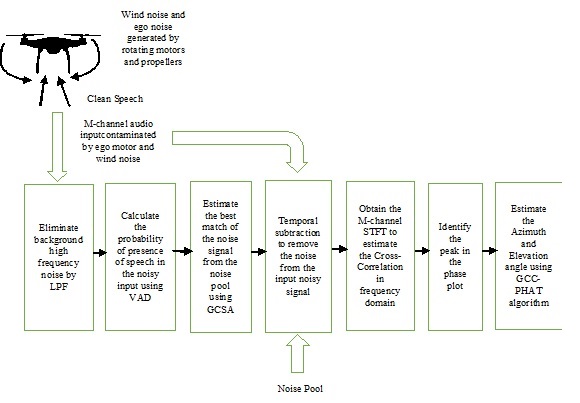 Wind noise and
ego noise
generated by
rotating motors
and propellers
Clean Speech
M-channel audio
inputcontaminated
by ego motor and
wind noise
Eliminate
background
high
frequency
noise by
LPF
Calculate
the
probability of
presence
of speech in
the noisy
input using
VAD
Estimate
the best
match of
the noise
signal
from the
noise
pool
using
GCSA
Temporal
subtraction
to remove
the noise
from the
input noisy
signal
Obtain the
M-channel
STFT to
estimate
the Cross-
Correlation
in
frequency
domain
Identify
the
peak in
the
phase
plot
Estimate
the
Azimuth
and
Elevation
angle using
GCC-
PHAT
algorithm
Noise Pool